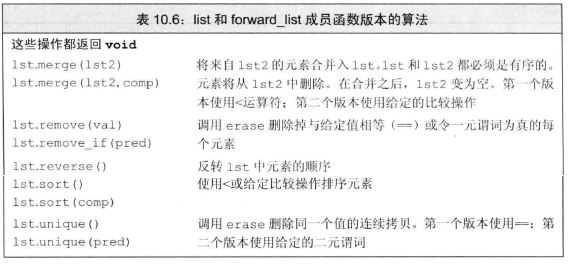 表 10.6：list 和 forward_list 成员函数版本的算法
这些操作都返回 void
lst.merge(lst2) 将来自 lst2 的元素合并入 lst。lst 和 lst2 都必须是有序的。
lst.merge(lst2,comp) 元素将从 lst2 中删除。在合并之后，lst2 变为空。第一个版
本使用<运算符；第二个版本使用给定的比较操作
lst.remove(val) 调用 erase 删除掉与给定值相等（==）或令一元谓词为真的每
lst.remove_if(pred) 个元素
lst.reverse() 反转 lst 中元素的顺序
lst.sort() 使用<或给定比较操作排序元素
lst.sort(comp)
lst.unique() 调用 erase 删除同一个值的连续拷贝。第一个版本使用==；第
lst.unique(pred) 二个版本使用给定的二元谓词